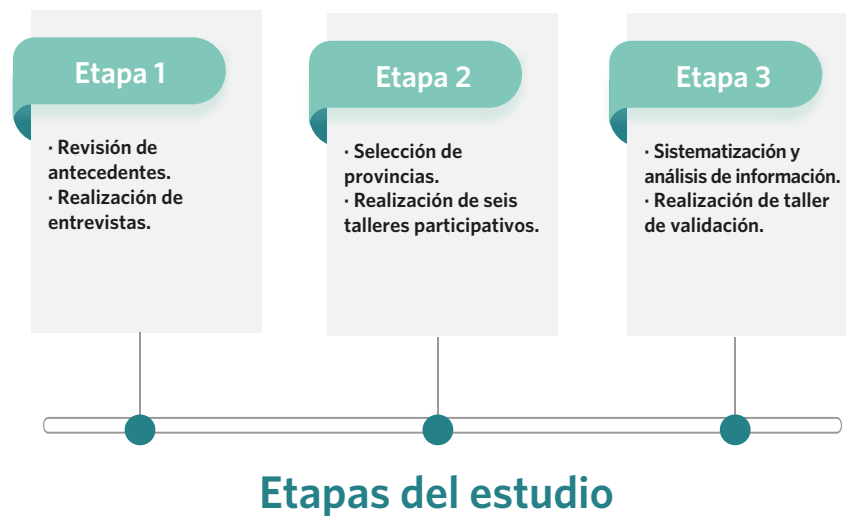 Etapa 1
· Revisión de
antecedentes.
· Realización de
entrevistas.
Etapa 2
· Selección de
provincias.
· Realización de seis
talleres participativos.
Etapa 3
· Sistematización y
análisis de información.
· Realización de taller
de validación.
Etapas del estudio